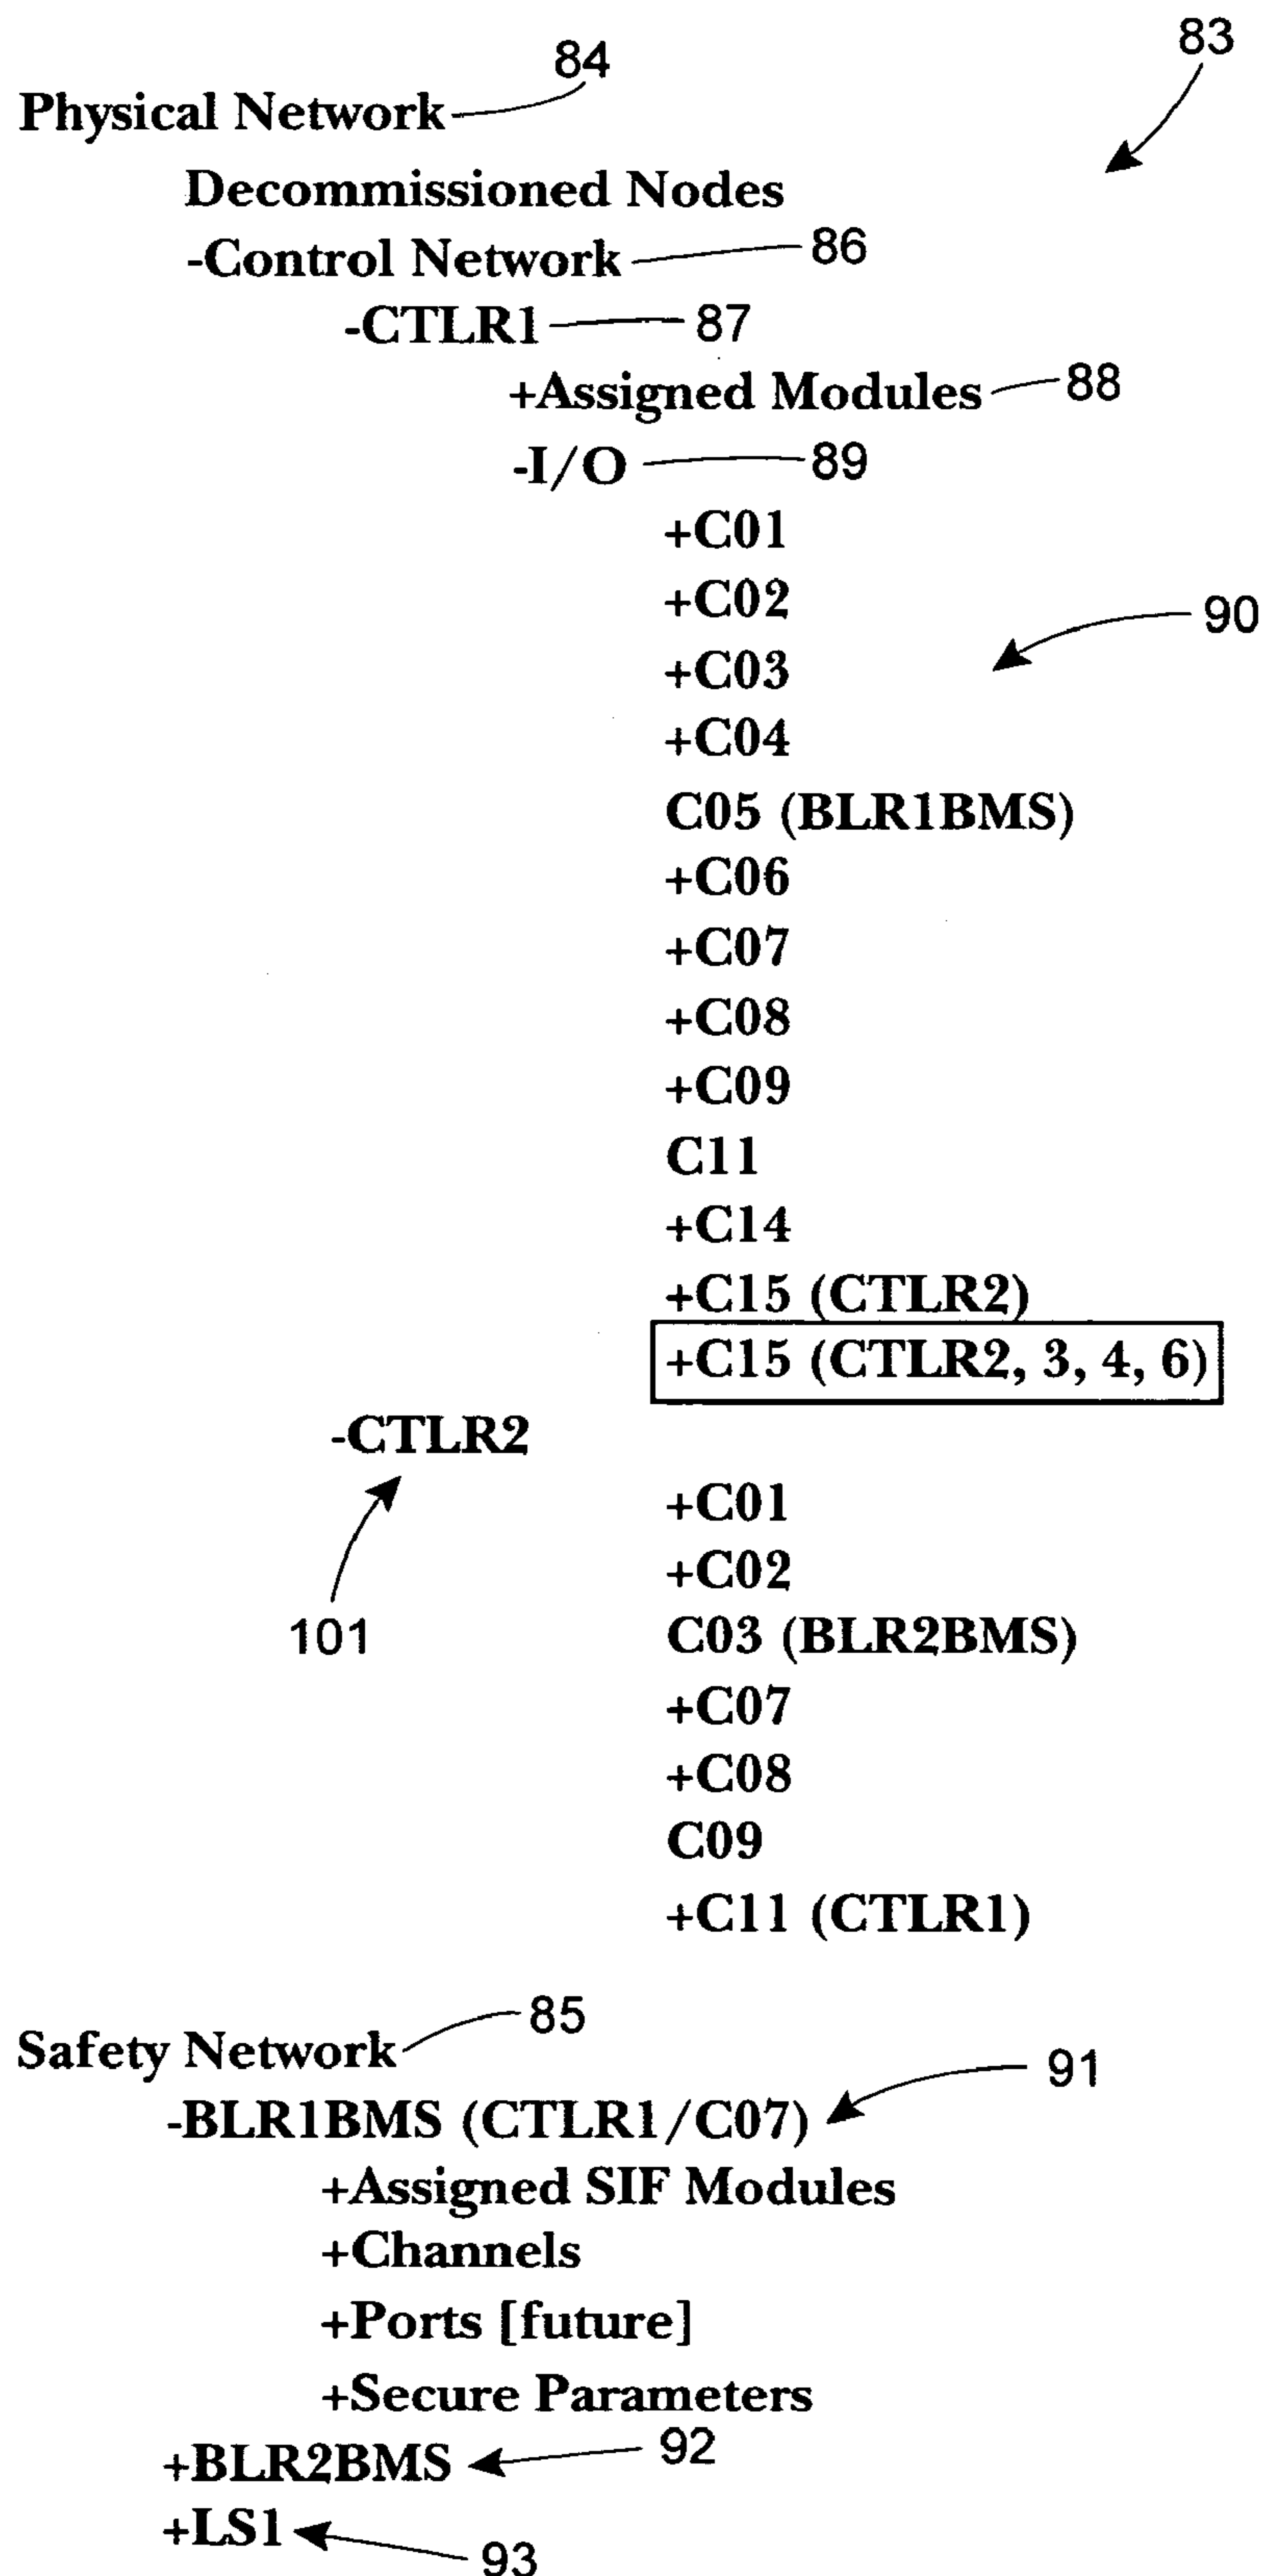 83
84
Physical Network
Decommissioned Nodes
-Control Network 86
-CTLR1 87
+Assigned Modules 88
-I/O 89
+C01
+C02
90
+C03
+C04
C05 (BLR1BMS)
+C06
+C07
+C08
+C09
C11
+C14
+C15 (CTLR2)
+C15 (CTLR2, 3, 4, 6)
-CTLR2
101
+C01
+C02
C03 (BLR2BMS)
+C07
+C08
C09
+C11 (CTLR1)
Safety Network 85
-BLR1BMS (CTLR1/C07) 91
+Assigned SIF Modules
+Channels
+Ports [future]
+Secure Parameters
+BLR2BMS 92
+LS1 93